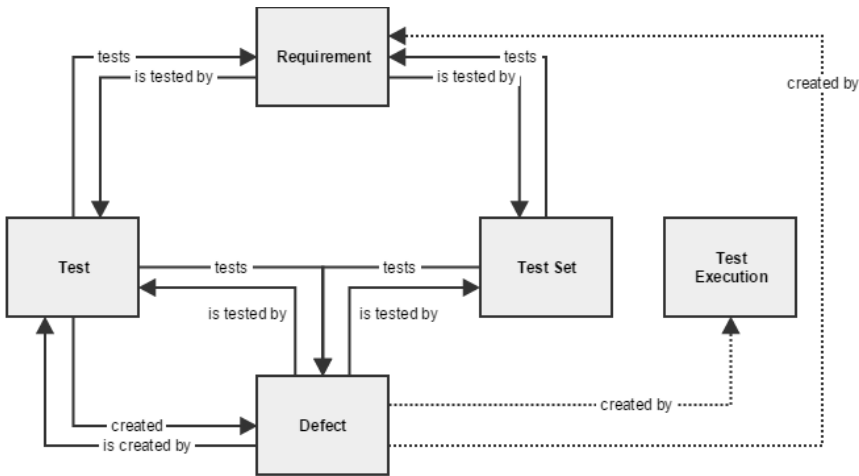 tests
Requirement
tests
is tested by
is tested by
created by
Test
tests
tests
Test Set
Test
Execution
is tested by
is tested by
created by
created
Defect
is created by